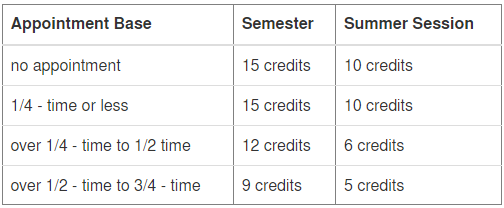 Appointment Base Semester Summer Session
no appointment 15 credits 10 credits
1/4 - time or less 15 credits 10 credits
over 1/4 - time to 1/2 time 12 credits 6 credits
over 1/2 - time to 3/4 - time 9 credits 5 credits